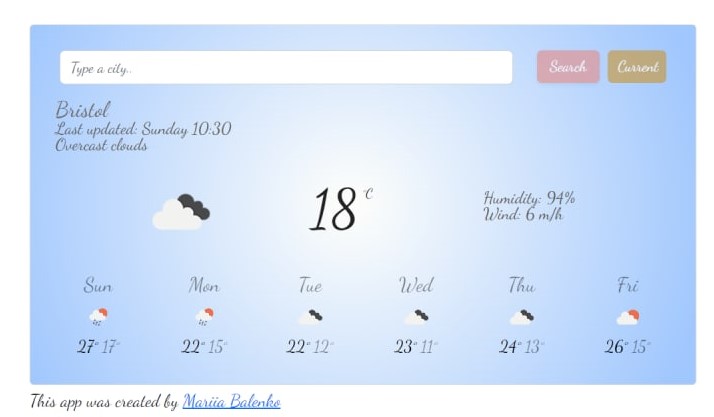 Type a city..
Search
Current
Bristol
Last updated: Sunday 10:30
Overcast clouds
18 °C
Humidity: 94%
Wind: 6 m/h
Sun Mon Tue Wed Thu Fri
27° 17° 22° 15° 22° 12° 23° 11° 24° 13° 26° 15°
This app was created by Mariia Balenko